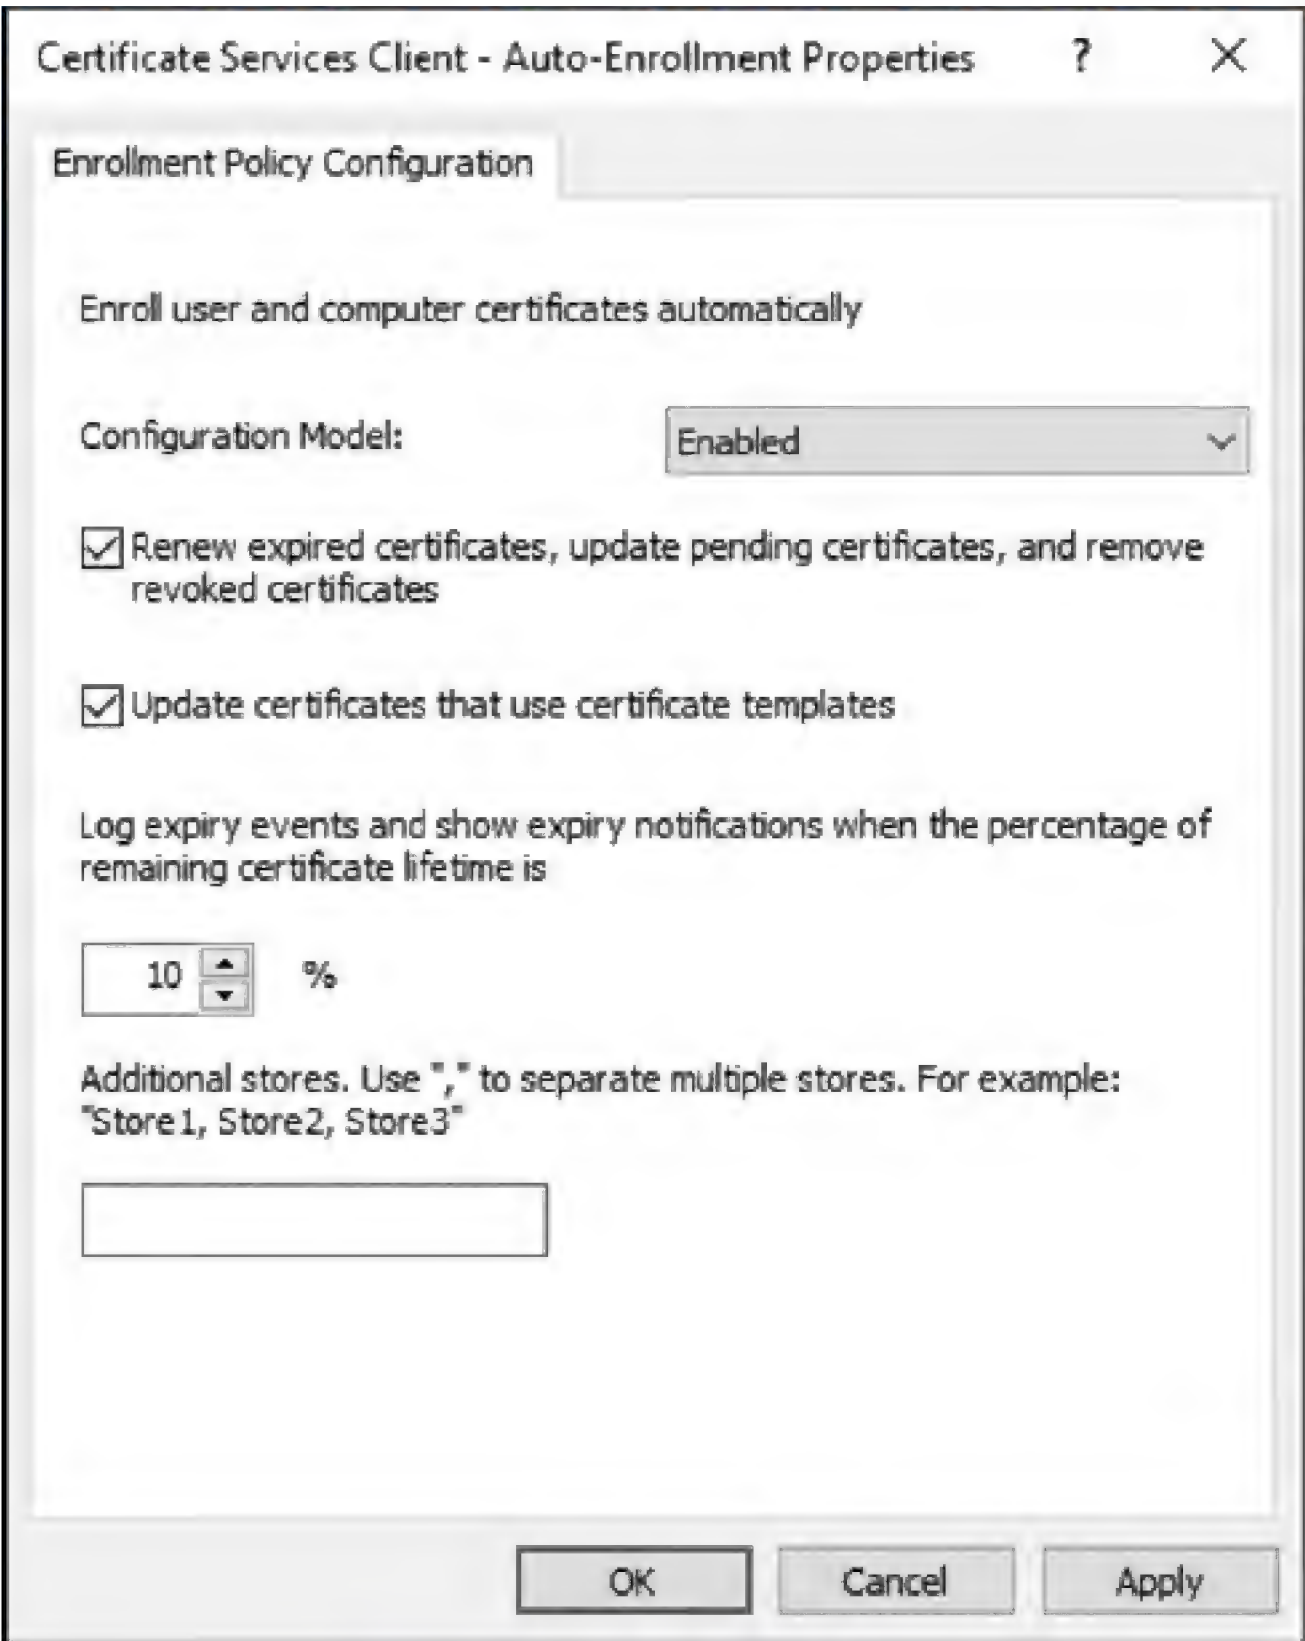 Certificate Services Client - Auto-Enrollment Properties ? X
Enrollment Policy Configuration
Enroll user and computer certificates automatically
Configuration Model: Enabled
Renew expired certificates, update pending certificates, and remove
revoked certificates
Update certificates that use certificate templates
Log expiry events and show expiry notifications when the percentage of
remaining certificate lifetime is
10 %
Additional stores. Use "," to separate multiple stores. For example:
"Store1, Store2, Store3"
OK Cancel Apply